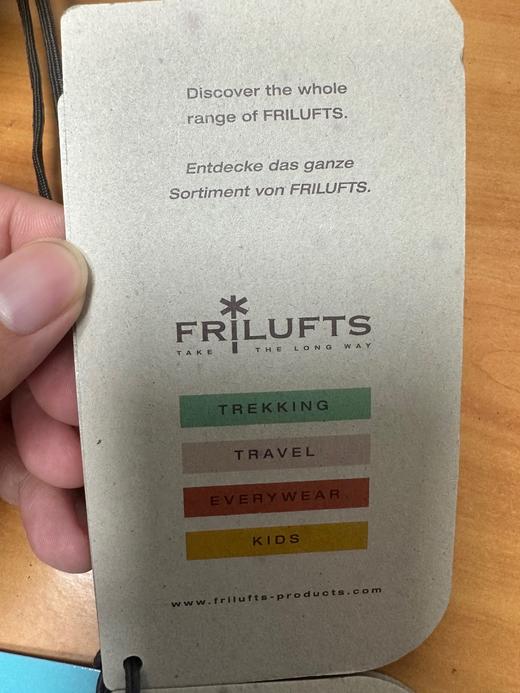 Discover the whole
range of FRILUFTS.
Entdecke das ganze
Sortiment von FRILUFTS.
FRILUFTS
TAKE THE LONG WAY
TREKKING
TRAVEL
EVERYWEAR
KIDS
www.frilufts-products.com